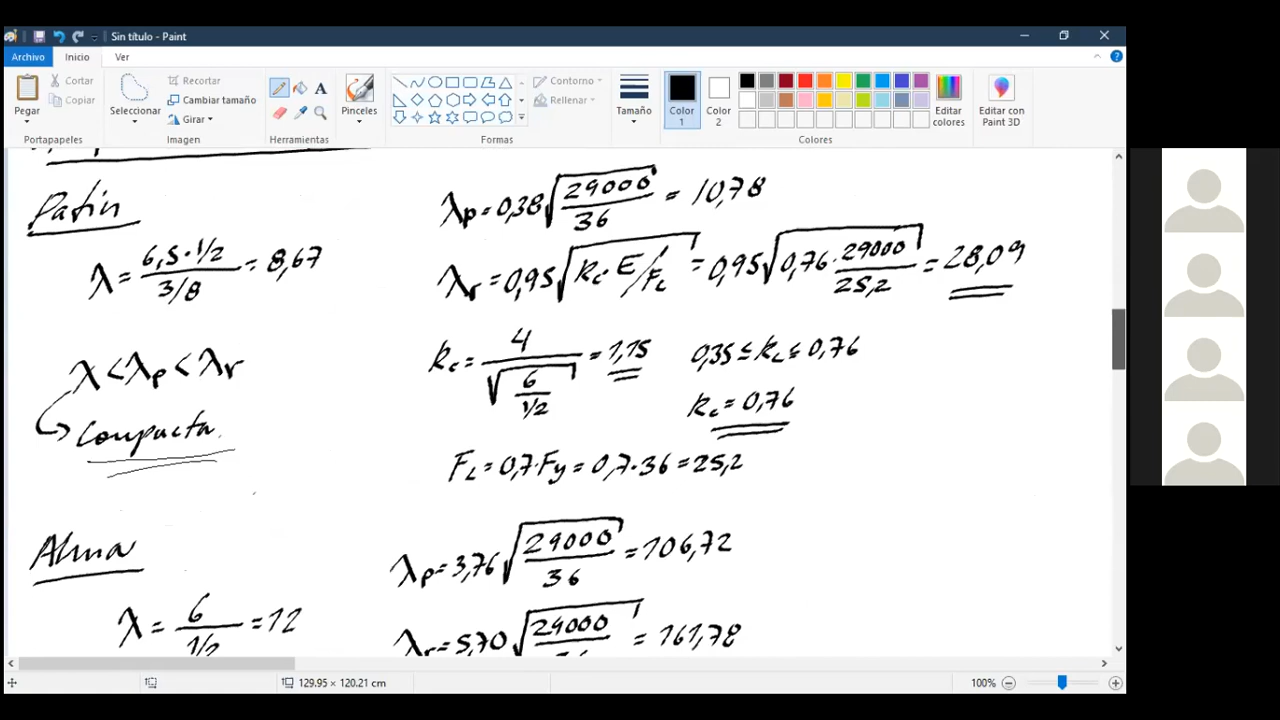 Sin título - Paint
Archivo Inicio Ver
Pegar
Cortar
Copiar
Portapapeles
Seleccionar
Recortar
Cambiar tamaño
Girar
Imagen
A
Herramientas
Pinceles
Contorno
Rellenar
Formas
Tamaño
Color 1
Color 2
Editar colores
Editar con Paint 3D
Colores
Patin
λ = (6,5 · 1/2) / (3/8) = 8,67
λp = 0,38 √(29000/36) = 10,78
λr = 0,95 √(Kc · E/FL) = 0,95 √(0,76 · 29000/25,2) = 28,09
λ < λp < λr
Compacta.
Kc = 4/√(6/(1/2)) = 1,15 0,35 ≤ Kc ≤ 0,76
Kc = 0,76
FL = 0,7 · Fy = 0,7 · 36 = 25,2
Alma
λ = 6/(1/2) = 12
λp = 3,76 √(29000/36) = 106,72
λr = 5,70 √(29000/36) = 161,78
129.95 × 120.21 cm 100%